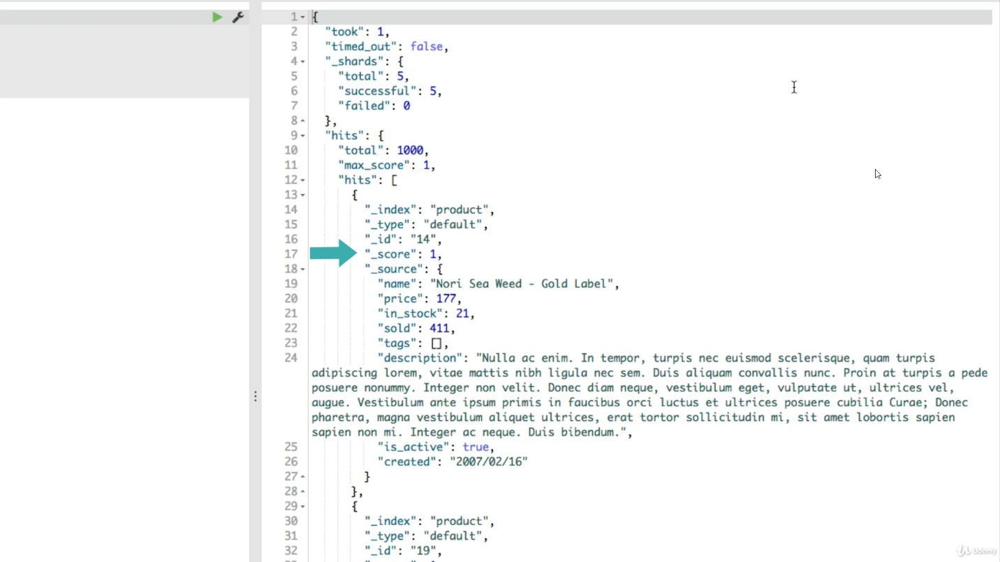 1 {
2 "took": 1,
3 "timed_out": false,
4 "_shards": {
5 "total": 5,
6 "successful": 5,
7 "failed": 0
8 },
9 "hits": {
10 "total": 1000,
11 "max_score": 1,
12 "hits": [
13 {
14 "_index": "product",
15 "_type": "default",
16 "_id": "14",
17 "_score": 1,
18 "_source": {
19 "name": "Nori Sea Weed - Gold Label",
20 "price": 177,
21 "in_stock": 21,
22 "sold": 411,
23 "tags": [],
24 "description": "Nulla ac enim. In tempor, turpis nec euismod scelerisque, quam turpis
adipiscing lorem, vitae mattis nibh ligula nec sem. Duis aliquam convallis nunc. Proin at turpis a pede
posuere nonummy. Integer non velit. Donec diam neque, vestibulum eget, vulputate ut, ultrices vel,
augue. Vestibulum ante ipsum primis in faucibus orci luctus et ultrices posuere cubilia Curae; Donec
pharetra, magna vestibulum aliquet ultrices, erat tortor sollicitudin mi, sit amet lobortis sapien
sapien non mi. Integer ac neque. Duis bibendum.",
25 "is_active": true,
26 "created": "2007/02/16"
27 }
28 },
29 {
30 "_index": "product",
31 "_type": "default",
32 "_id": "19",
Udemy